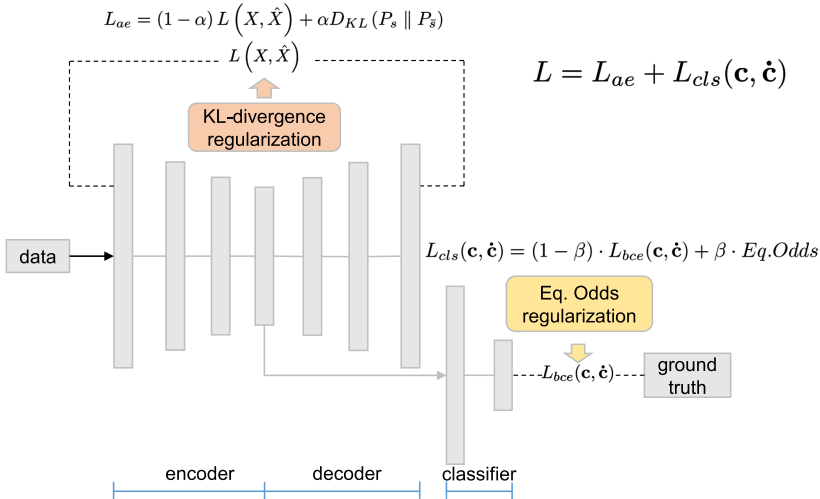 L_{ae} = (1 − α) L (X, X̂) + αD_{KL} (P_s ∥ P_{s̄})
L (X, X̂)
L = L_{ae} + L_{cls}(𝐜, 𝐜̇)
KL-divergence
regularization
data
L_{cls}(𝐜, 𝐜̇) = (1 − β) · L_{bce}(𝐜, 𝐜̇) + β · Eq.Odds
Eq. Odds
regularization
L_{bce}(𝐜, 𝐜̇)
ground
truth
encoder
decoder
classifier